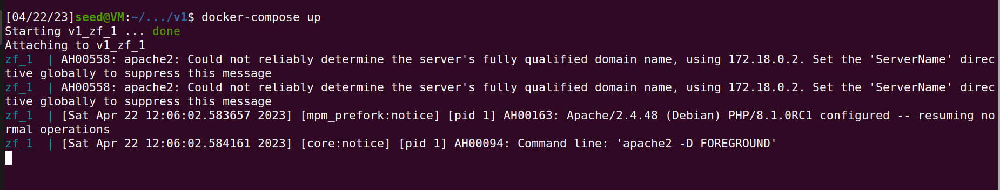 [04/22/23]seed@VM:~/.../v1$ docker-compose up
Starting v1_zf_1 ... done
Attaching to v1_zf_1
zf_1  | AH00558: apache2: Could not reliably determine the server's fully qualified domain name, using 172.18.0.2. Set the 'ServerName' direc
tive globally to suppress this message
zf_1  | AH00558: apache2: Could not reliably determine the server's fully qualified domain name, using 172.18.0.2. Set the 'ServerName' direc
tive globally to suppress this message
zf_1  | [Sat Apr 22 12:06:02.583657 2023] [mpm_prefork:notice] [pid 1] AH00163: Apache/2.4.48 (Debian) PHP/8.1.0RC1 configured -- resuming no
rmal operations
zf_1  | [Sat Apr 22 12:06:02.584161 2023] [core:notice] [pid 1] AH00094: Command line: 'apache2 -D FOREGROUND'